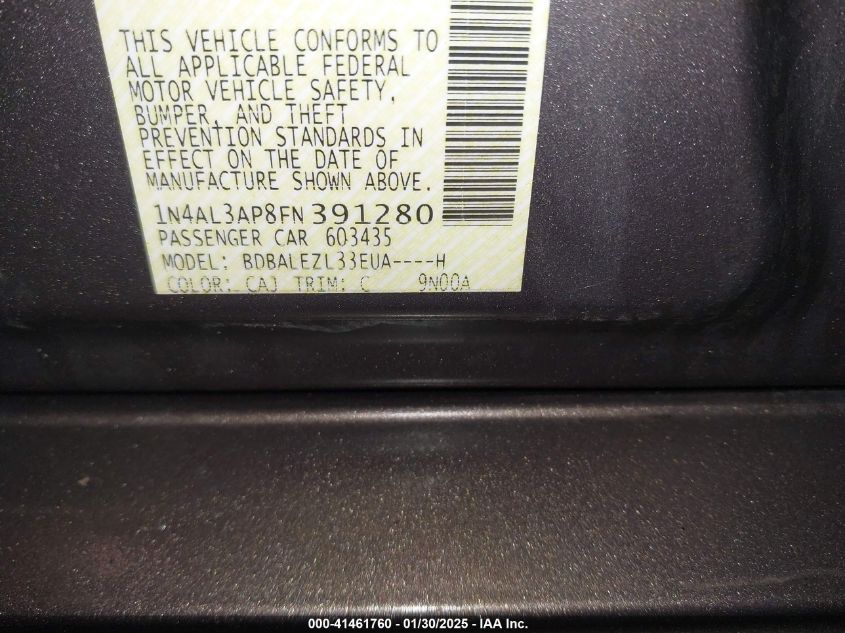 THIS VEHICLE CONFORMS TO
ALL APPLICABLE FEDERAL
MOTOR VEHICLE SAFETY,
BUMPER, AND THEFT
PREVENTION STANDARDS IN
EFFECT ON THE DATE OF
MANUFACTURE SHOWN ABOVE.
1N4AL3AP8FN391280
PASSENGER CAR 603435
MODEL: BDBALEZL33EUA----H
COLOR: CAJ TRIM: C 9N00A
000-41461760 — 01/30/2025 — IAA Inc.